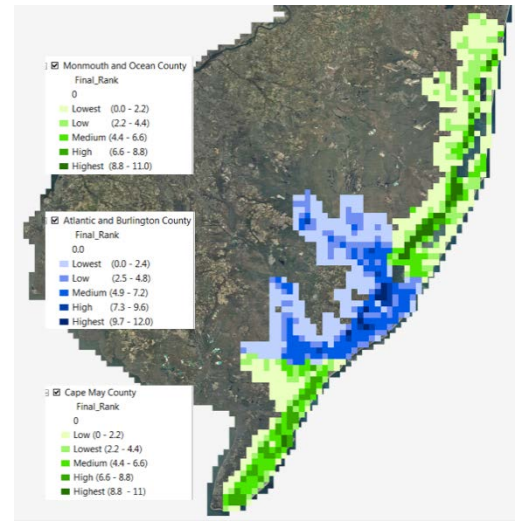 Monmouth and Ocean County
Final_Rank
0
Lowest (0.0 - 2.2)
Low (2.2 - 4.4)
Medium (4.4 - 6.6)
High (6.6 - 8.8)
Highest (8.8 - 11.0)
Atlantic and Burlington County
Final_Rank
0.0
Lowest (0.0 - 2.4)
Low (2.5 - 4.8)
Medium (4.9 - 7.2)
High (7.3 - 9.6)
Highest (9.7 - 12.0)
Cape May County
Final_Rank
0
Low (0 - 2.2)
Lowest (2.2 - 4.4)
Medium (4.4 - 6.6)
High (6.6 - 8.8)
Highest (8.8 - 11)